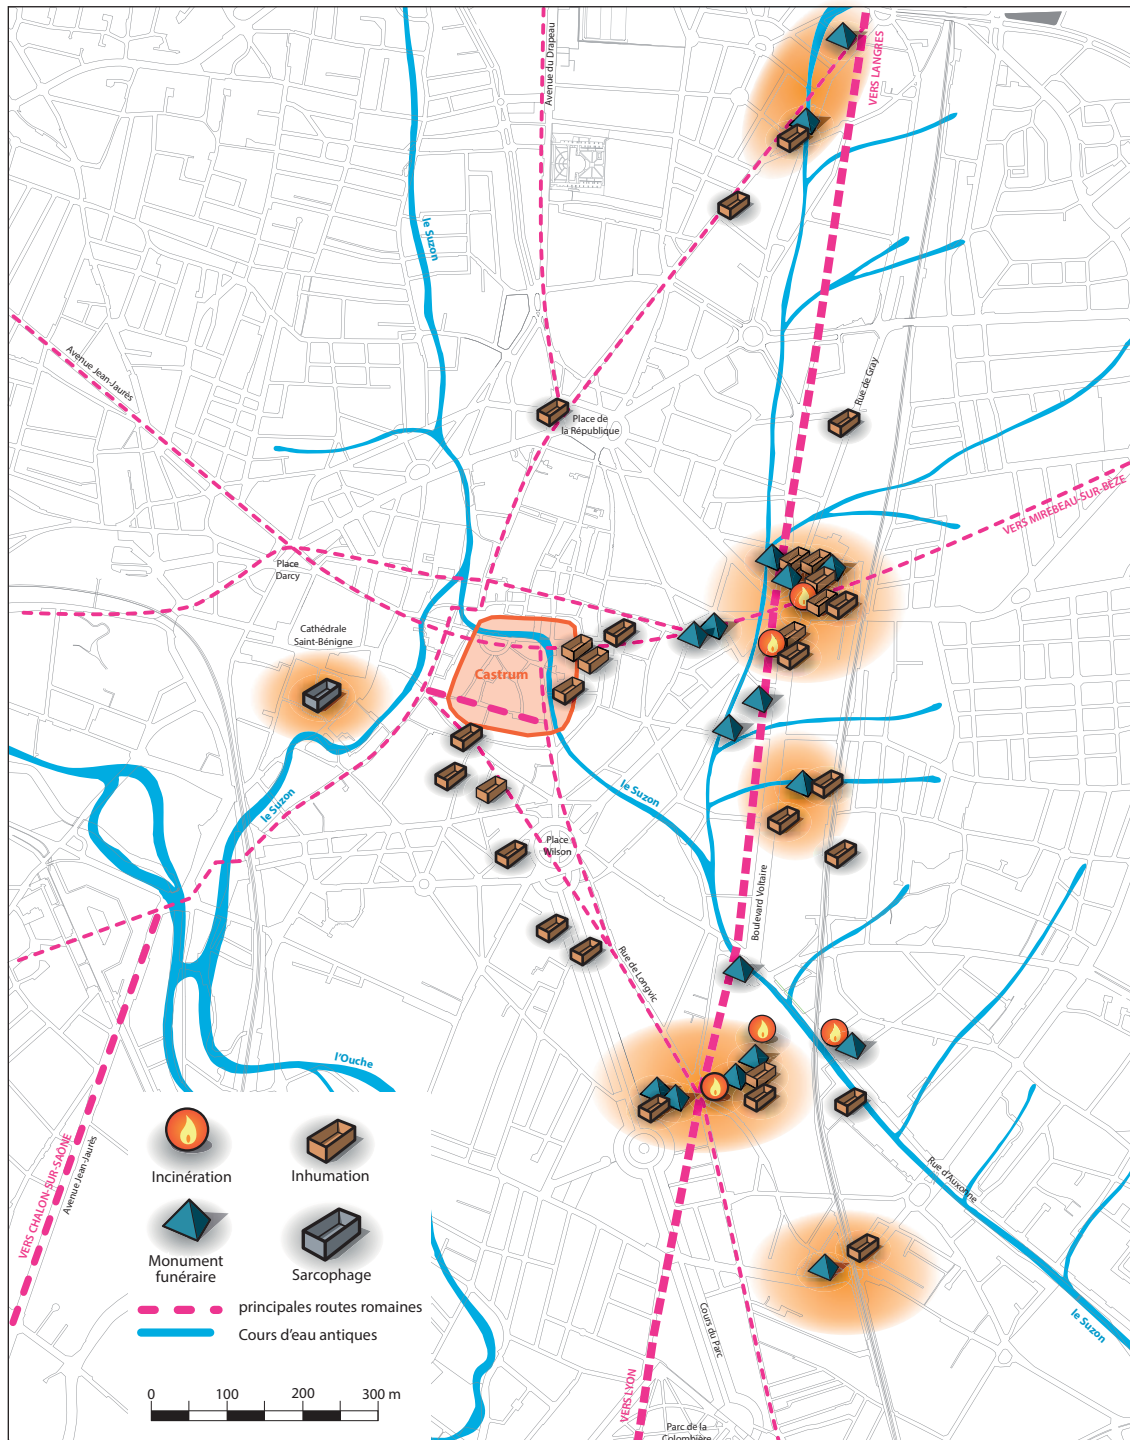 Avenue du Drapeau
VERS LANGRES
le Suzon
Avenue Jean-Jaurès
Rue de Gray
Place de
la République
VERS MIREBEAU-SUR-BÈZE
Place
Darcy
Cathédrale
Saint-Bénigne
Castrum
le Suzon
le Suzon
Place
Wilson
Boulevard Voltaire
Rue de Longvic
l'Ouche
VERS CHALON-SUR-SAÔNE
Avenue Jean-Jaurès
Rue d'Auxonne
le Suzon
Cours du Parc
VERS LYON
Parc de la
Colombière
Incinération
Inhumation
Monument
funéraire
Sarcophage
principales routes romaines
Cours d'eau antiques
0 100 200 300 m